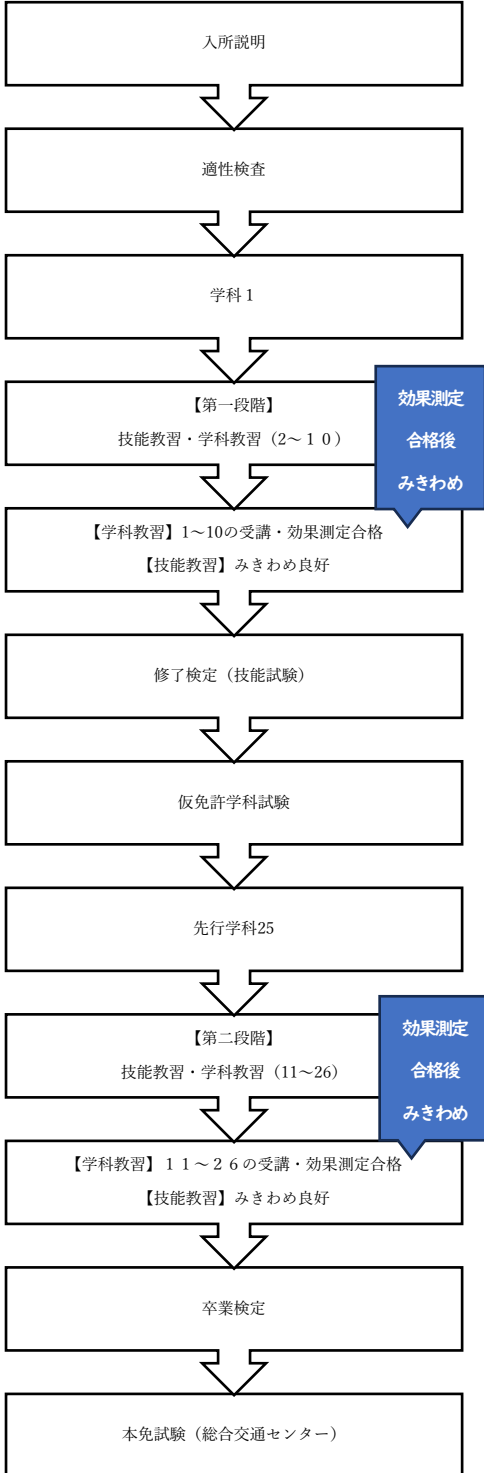 入所説明
適性検査
学科１
【第一段階】
技能教習・学科教習（2～１０）
効果測定
合格後
みきわめ
【学科教習】1～10の受講・効果測定合格
【技能教習】みきわめ良好
修了検定（技能試験）
仮免許学科試験
先行学科25
【第二段階】
技能教習・学科教習（11～26）
効果測定
合格後
みきわめ
【学科教習】１１～２６の受講・効果測定合格
【技能教習】みきわめ良好
卒業検定
本免試験（総合交通センター）